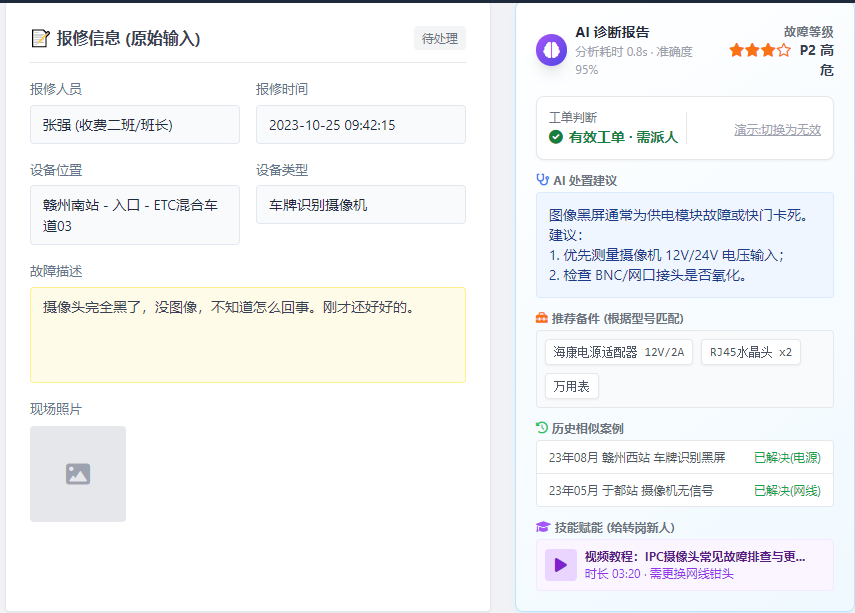 报修信息 (原始输入)
待处理
报修人员
报修时间
张强 (收费二班/班长)
2023-10-25 09:42:15
设备位置
设备类型
赣州南站 - 入口 - ETC混合车
道03
车牌识别摄像机
故障描述
摄像头完全黑了，没图像，不知道怎么回事。刚才还好好的。
现场照片
AI 诊断报告
分析耗时 0.8s · 准确度
95%
故障等级
P2 高
危
工单判断
有效工单 · 需派人
演示:切换为无效
AI 处置建议
图像黑屏通常为供电模块故障或快门卡死。
建议：
1. 优先测量摄像机 12V/24V 电压输入；
2. 检查 BNC/网口接头是否氧化。
推荐备件 (根据型号匹配)
海康电源适配器 12V/2A
RJ45水晶头 x2
万用表
历史相似案例
23年08月 赣州西站 车牌识别黑屏
已解决(电源)
23年05月 于都站 摄像机无信号
已解决(网线)
技能赋能 (给转岗新人)
视频教程：IPC摄像头常见故障排查与更...
时长 03:20 · 需更换网线钳头